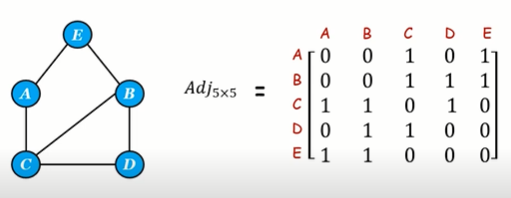 E
A B
C D
Adj5×5 =
A B C D E
A 0 0 1 0 1
B 0 0 1 1 1
C 1 1 0 1 0
D 0 1 1 0 0
E 1 1 0 0 0